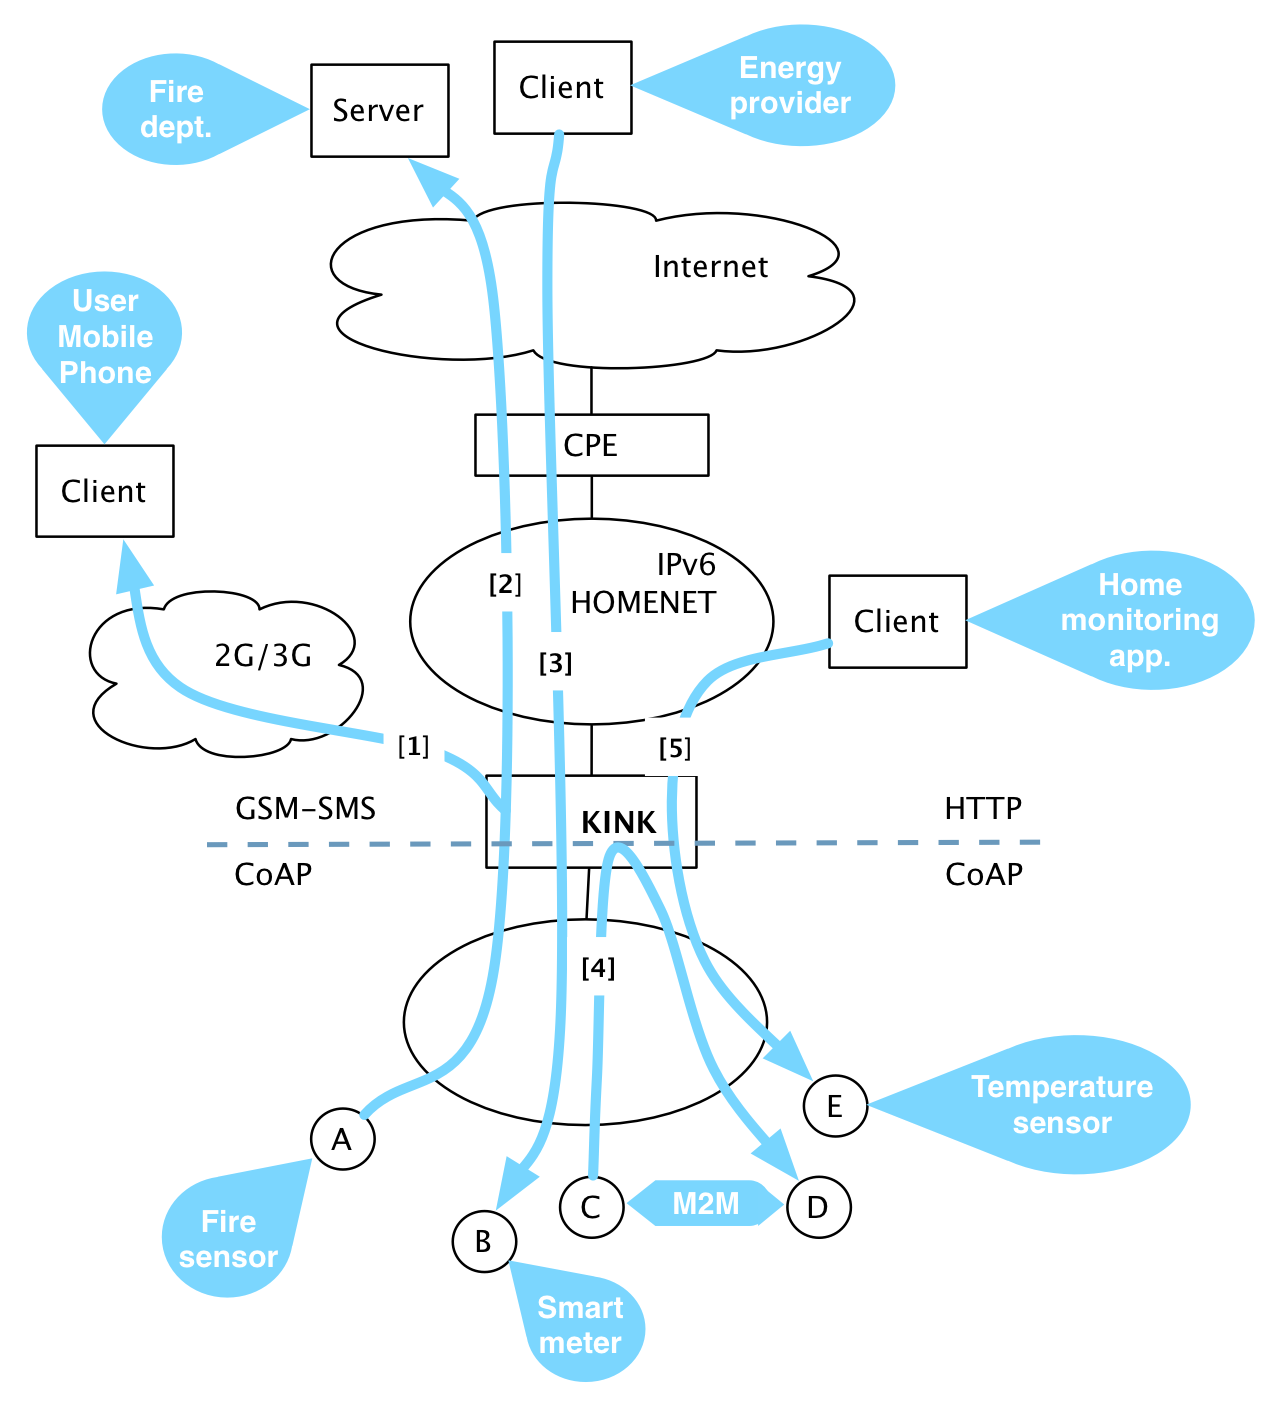 Energy
provider
Client
Fire
dept.
Server
Internet
User
Mobile
Phone
CPE
Client
IPv6
HOMENET
[2]
[3]
Client
Home
monitoring
app.
2G/3G
[1]
[5]
GSM-SMS
KINK
HTTP
CoAP
CoAP
[4]
E
Temperature
sensor
A
Fire
sensor
C
M2M
D
B
Smart
meter